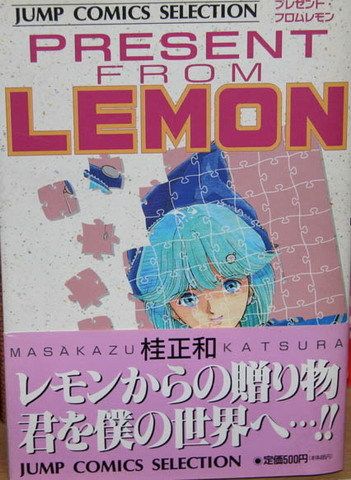 JUMP COMICS SELECTION
プレゼント・
フロムレモン
PRESENT
FROM
LEMON
MASAKAZU 桂正和 KATSURA
レモンからの贈り物
君を僕の世界へ…!!
JUMP COMICS SELECTION
●定価500円